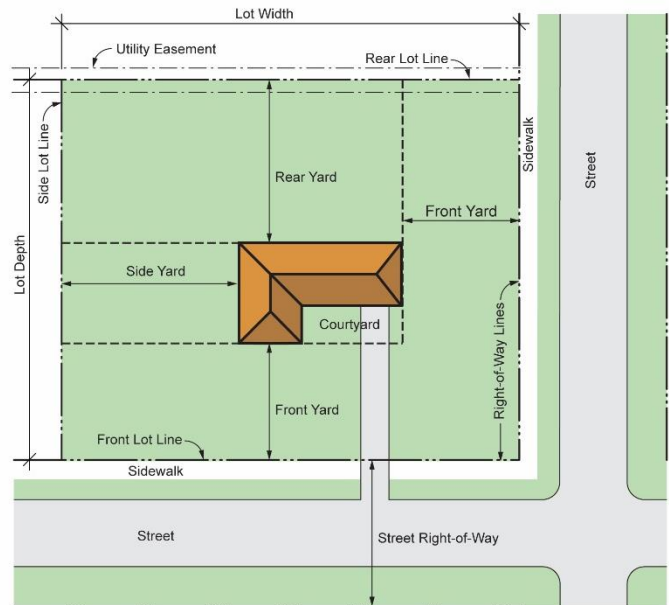 Lot Width
Utility Easement
Rear Lot Line
Side Lot Line
Sidewalk
Street
Rear Yard
Front Yard
Lot Depth
Side Yard
Courtyard
Right-of-Way Lines
Front Yard
Front Lot Line
Sidewalk
Street
Street Right-of-Way